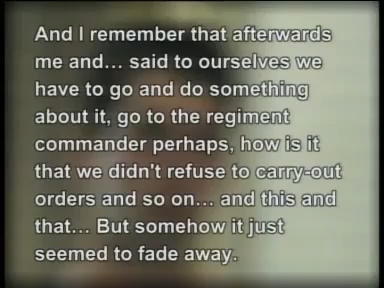 And I remember that afterwards
me and... said to ourselves we
have to go and do something
about it, go to the regiment
commander perhaps, how is it
that we didn't refuse to carry-out
orders and so on... and this and
that... But somehow it just
seemed to fade away.